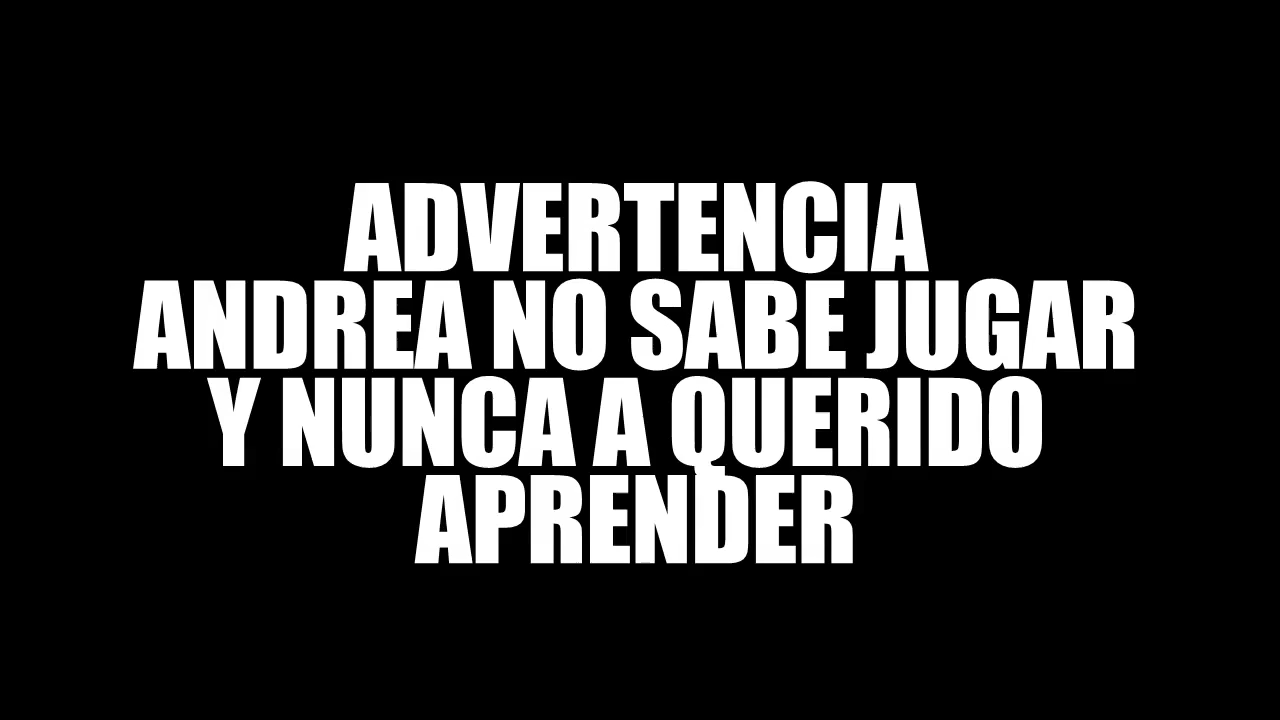 ADVERTENCIA
ANDREA NO SABE JUGAR
Y NUNCA A QUERIDO
APRENDER